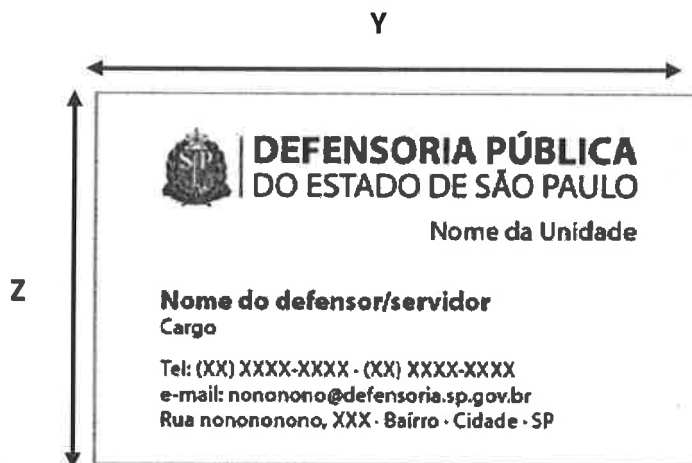 Y
DEFENSORIA PÚBLICA
DO ESTADO DE SÃO PAULO
Nome da Unidade
Z
Nome do defensor/servidor
Cargo
Tel: (XX) XXXX-XXXX - (XX) XXXX-XXXX
e-mail: nononono@defensoria.sp.gov.br
Rua nonononono, XXX - Bairro - Cidade - SP